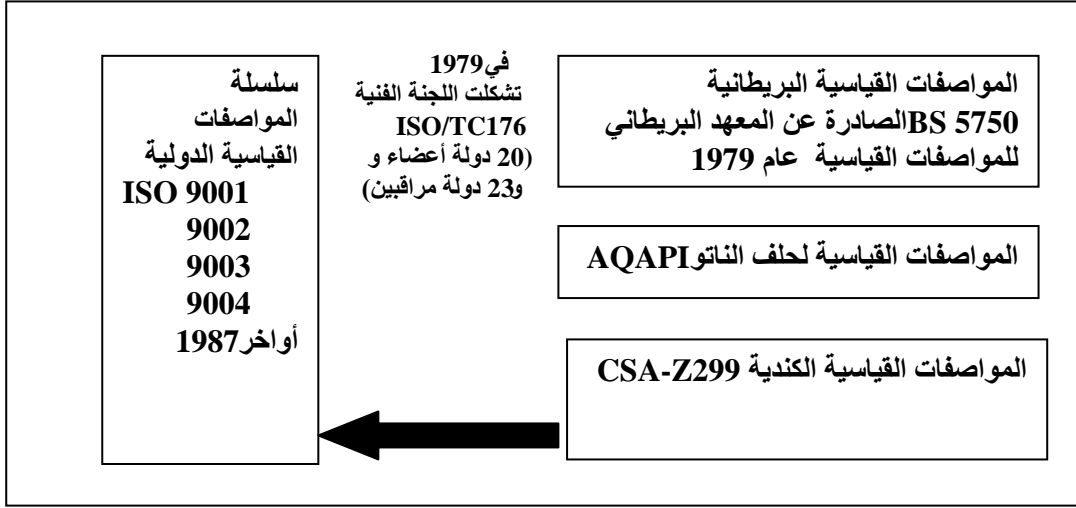 المواصفات القياسية البريطانية
BS 5750الصادرة عن المعهد البريطاني
للمواصفات القياسية عام 1979
المواصفات القياسية لحلف الناتوAQAPI
المواصفات القياسية الكندية CSA-Z299
في1979
تشكلت اللجنة الفنية
ISO/TC176
(20 دولة أعضاء و
و23 دولة مراقبين)
سلسلة
المواصفات
القياسية الدولية
ISO 9001
9002
9003
9004
أواخر1987